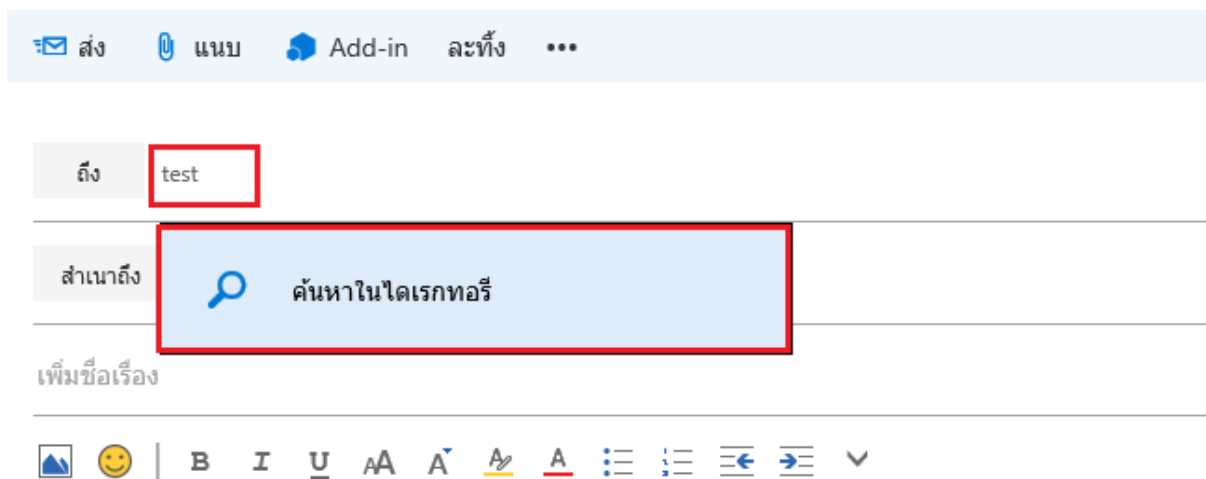 ส่ง แนบ Add-in ละทิ้ง •••
ถึง test
สำเนาถึง
ค้นหาในไดเรกทอรี
เพิ่มชื่อเรื่อง
B I U AA A A A